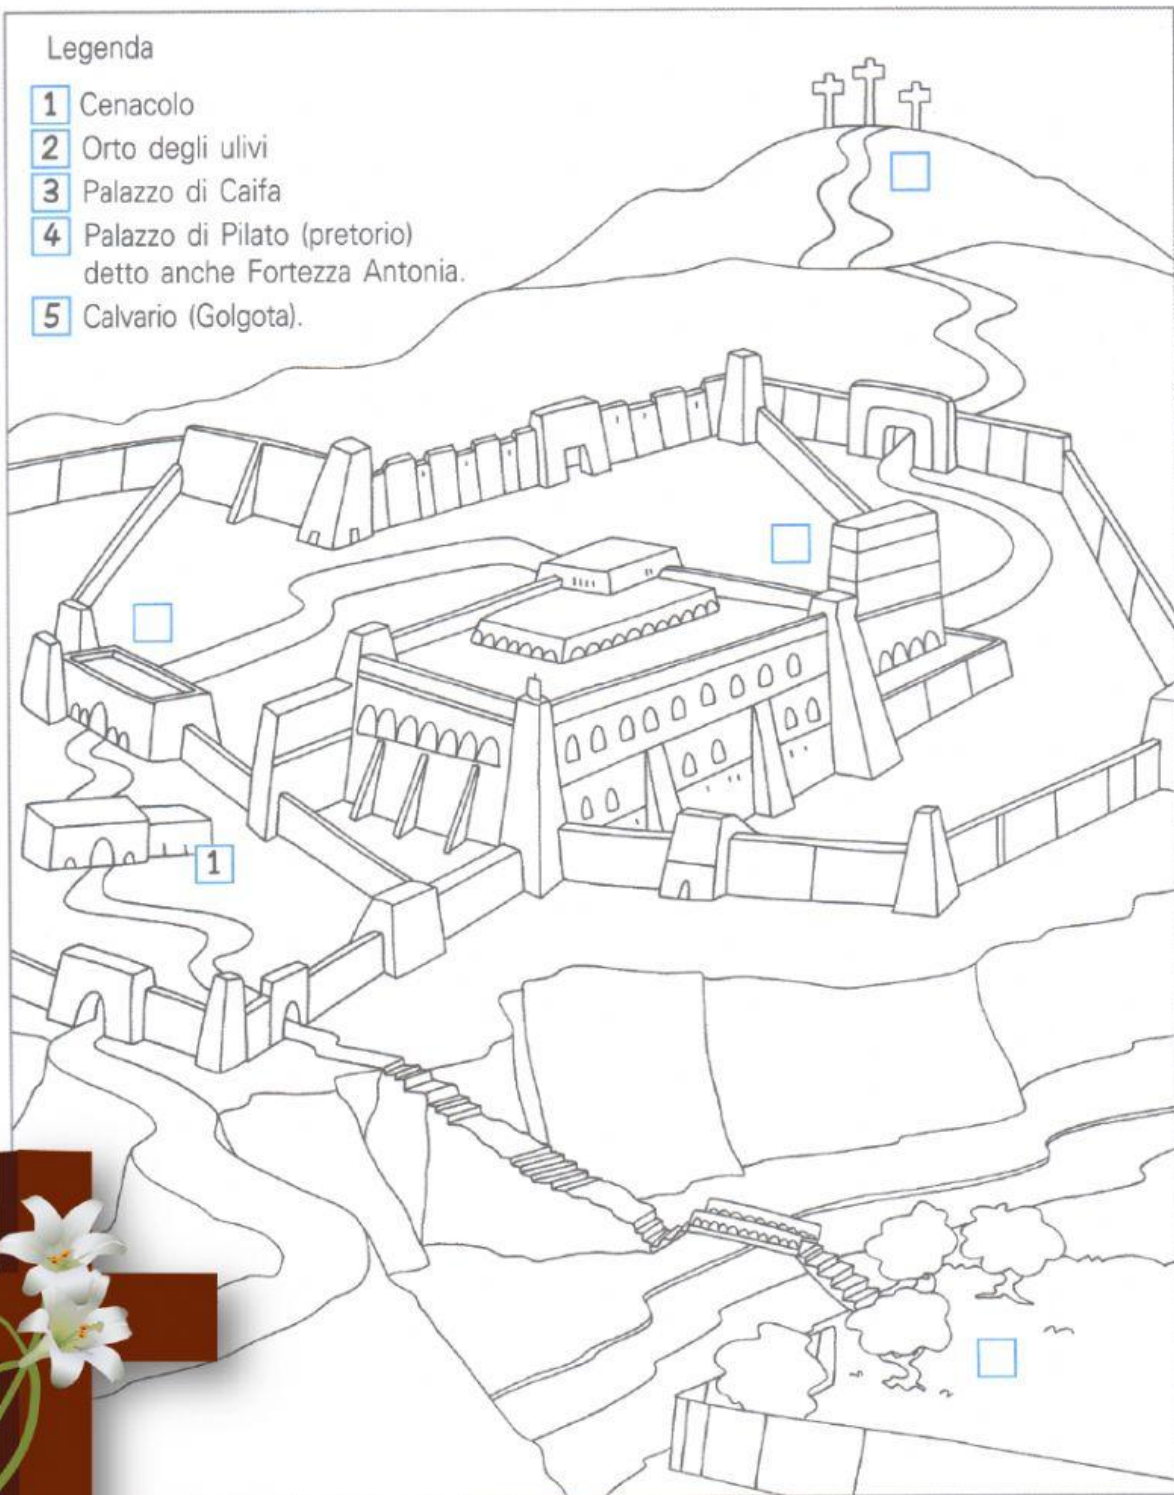 Legenda
1 Cenacolo
2 Orto degli ulivi
3 Palazzo di Caifa
4 Palazzo di Pilato (pretorio)
detto anche Fortezza Antonia.
5 Calvario (Golgota).
1